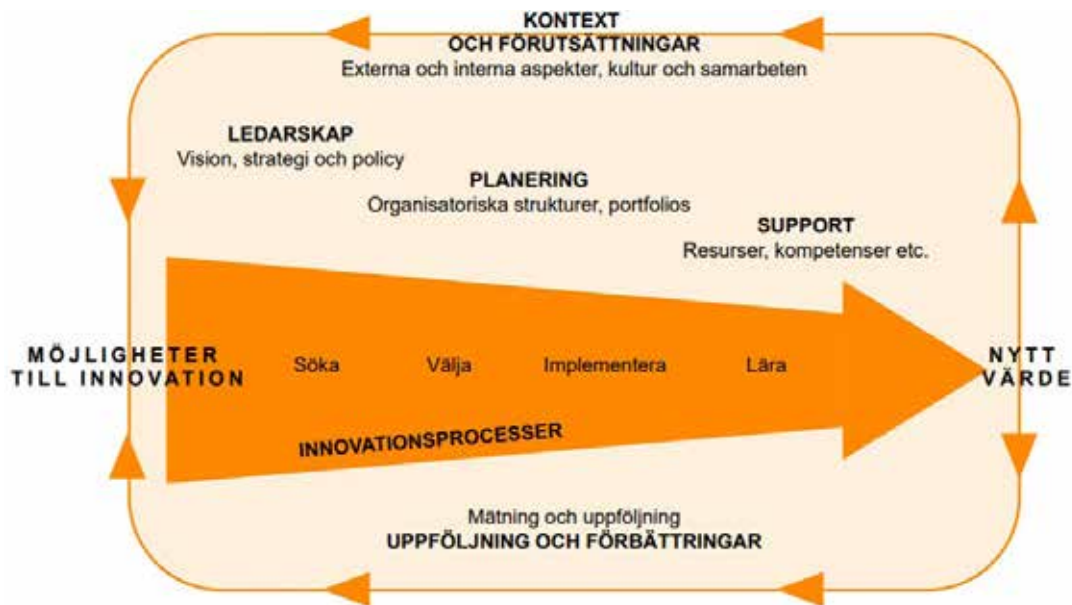 KONTEXT
OCH FÖRUTSÄTTNINGAR
Externa och interna aspekter, kultur och samarbeten
LEDARSKAP
Vision, strategi och policy
PLANERING
Organisatoriska strukturer, portfolios
SUPPORT
Resurser, kompetenser etc.
MÖJLIGHETER
TILL INNOVATION
Söka
Välja
Implementera
Lära
NYTT
VÄRDE
INNOVATIONSPROCESSER
Mätning och uppföljning
UPPFÖLJNING OCH FÖRBÄTTRINGAR